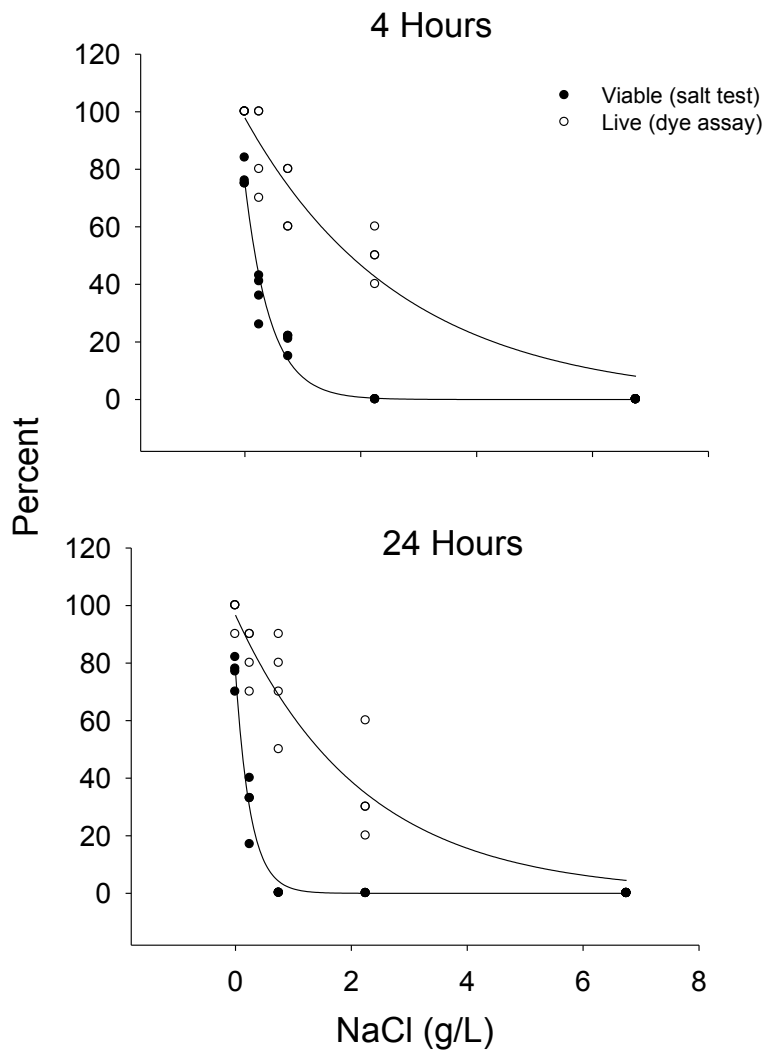 4 Hours
120
100
80
60
40
20
0
Viable (salt test)
Live (dye assay)
Percent
24 Hours
120
100
80
60
40
20
0
0 2 4 6 8
NaCl (g/L)